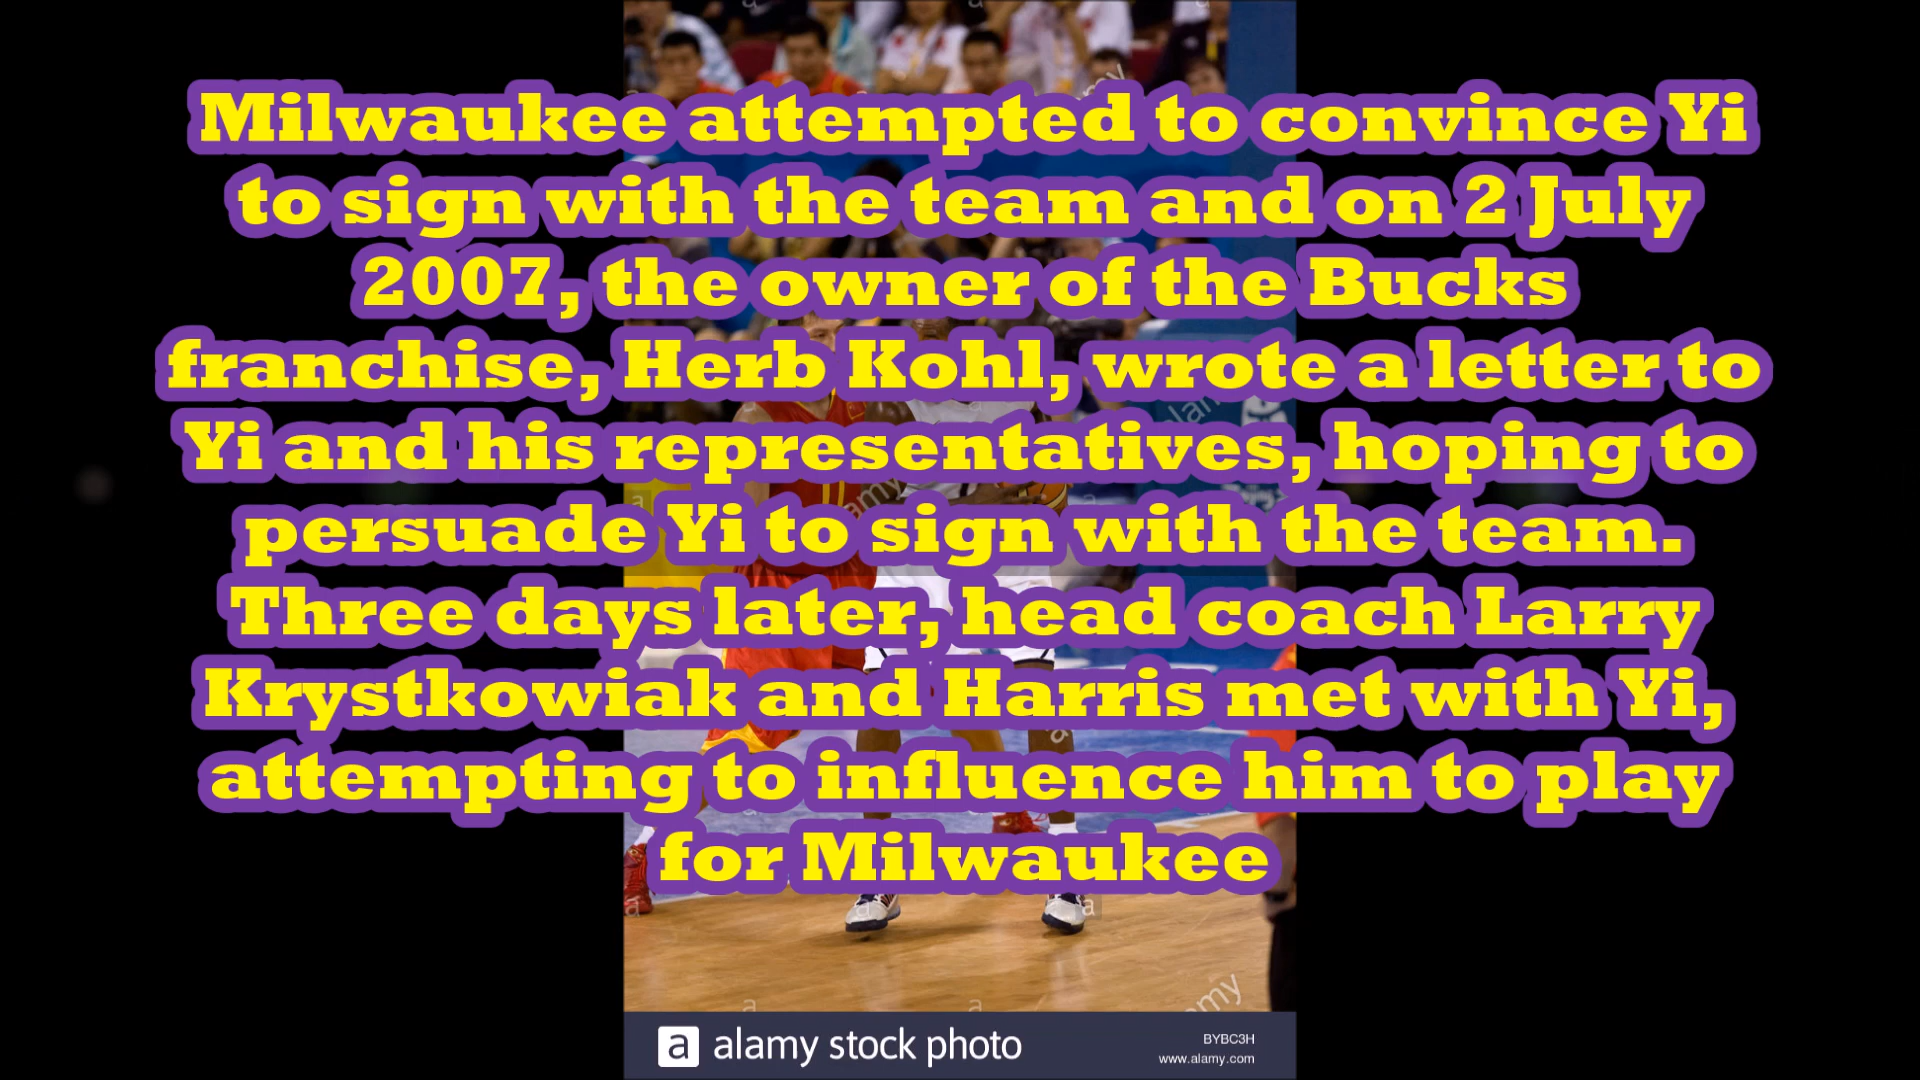 Milwaukee attempted to convince Yi
to sign with the team and on 2 July
2007, the owner of the Bucks
franchise, Herb Kohl, wrote a letter to
Yi and his representatives, hoping to
persuade Yi to sign with the team.
Three days later, head coach Larry
Krystkowiak and Harris met with Yi,
attempting to influence him to play
for Milwaukee
a alamy stock photo
BYBC3H
www.alamy.com